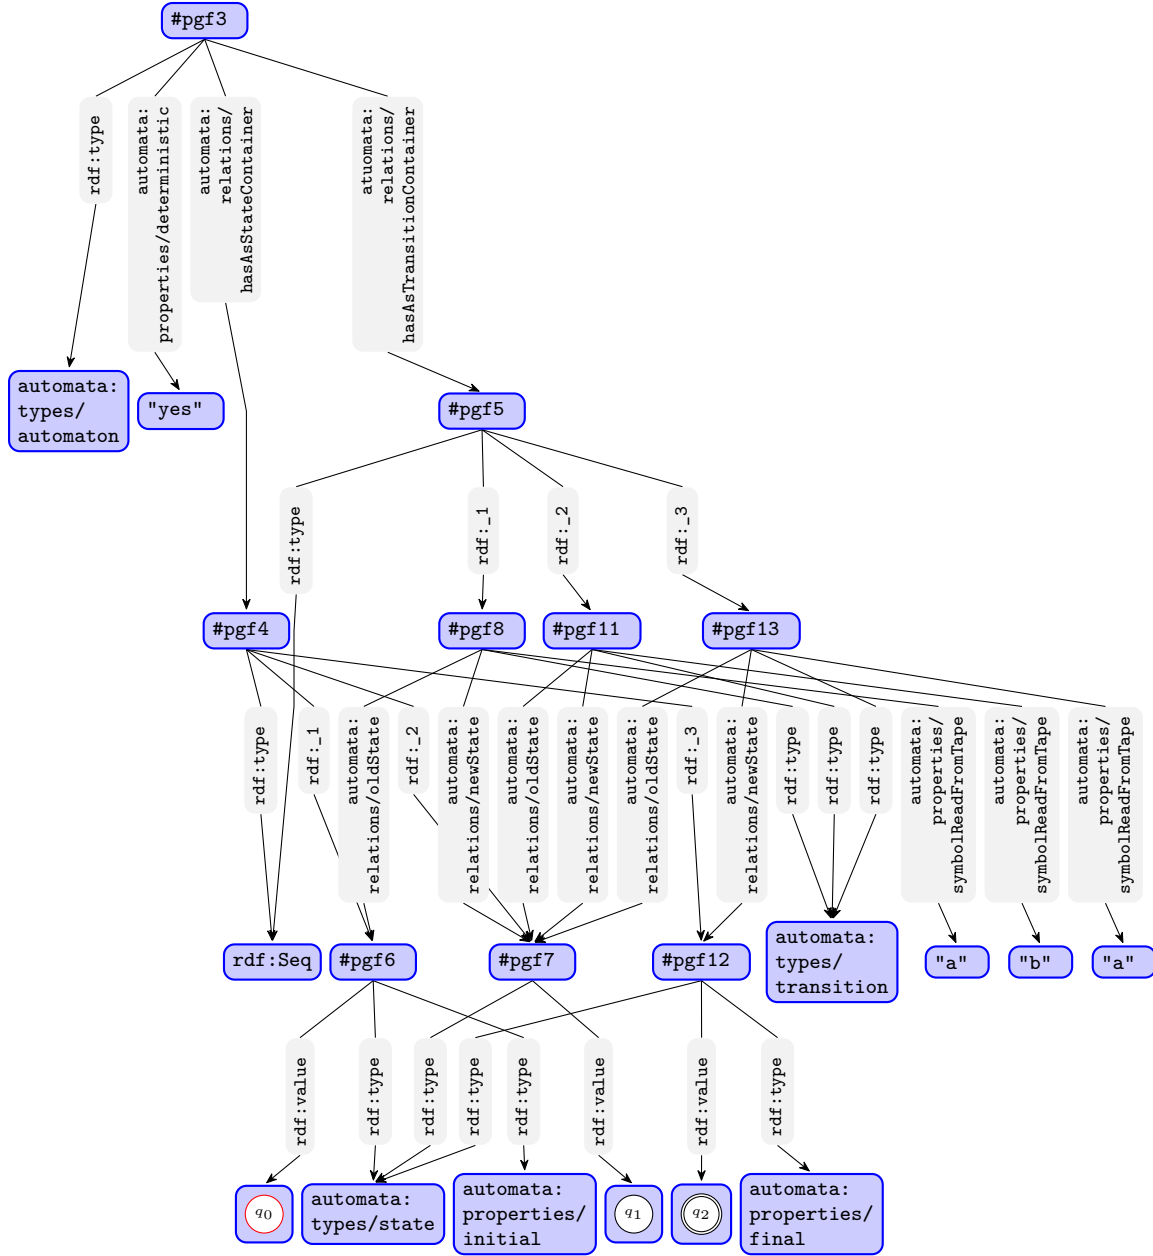 #pgf3
rdf:type
automata:
properties/deterministic
automata:
relations/
hasAsStateContainer
atuomata:
relations/
hasAsTransitionContainer
automata:
types/
automaton
"yes"
#pgf5
rdf:type
rdf:_1
rdf:_2
rdf:_3
#pgf4
#pgf8
#pgf11
#pgf13
rdf:type
rdf:_1
automata:
relations/oldState
rdf:_2
automata:
relations/newState
automata:
relations/oldState
automata:
relations/newState
automata:
relations/oldState
rdf:_3
automata:
relations/newState
rdf:type
rdf:type
rdf:type
automata:
properties/
symbolReadFromTape
automata:
properties/
symbolReadFromTape
automata:
properties/
symbolReadFromTape
rdf:Seq
#pgf6
#pgf7
#pgf12
automata:
types/
transition
"a"
"b"
"a"
rdf:value
rdf:type
rdf:type
rdf:type
rdf:type
rdf:value
rdf:value
rdf:type
q0
automata:
types/state
automata:
properties/
initial
q1
q2
automata:
properties/
final